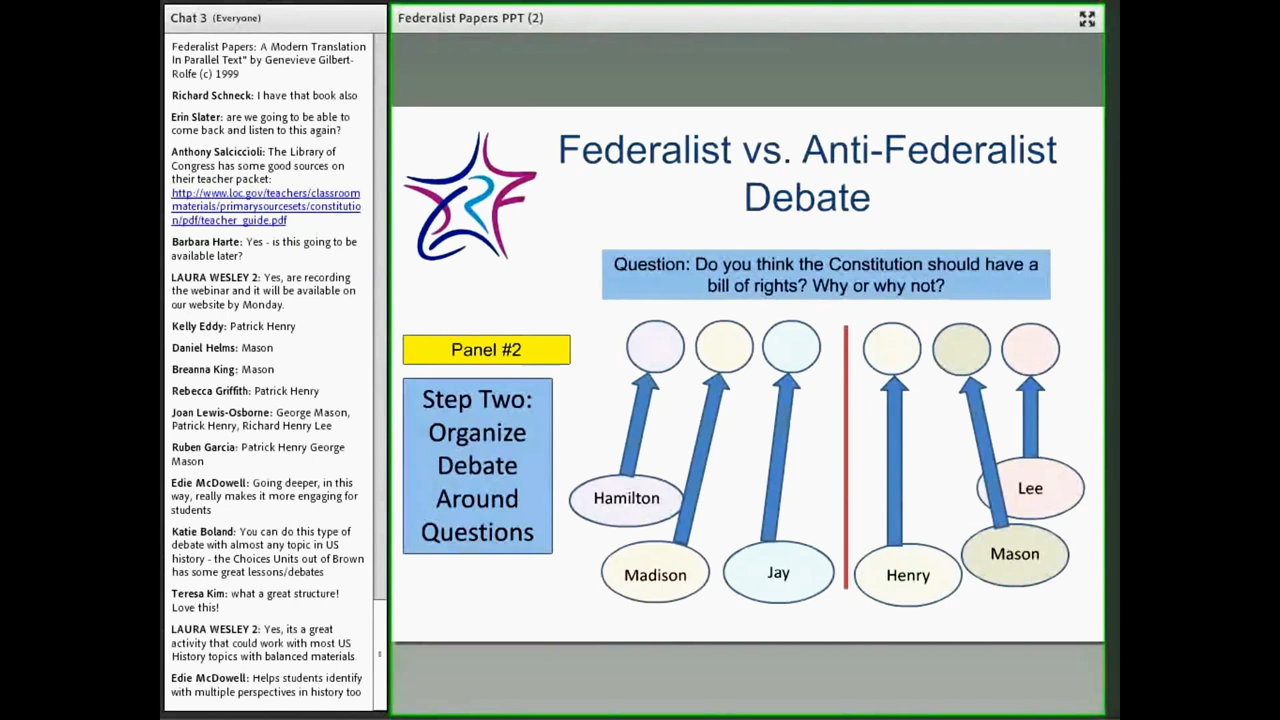 Chat 3 (Everyone)
Federalist Papers: A Modern Translation
In Parallel Text" by Genevieve Gilbert-
Rolfe (c) 1999
Richard Schneck: I have that book also
Erin Slater: are we going to be able to
come back and listen to this again?
Anthony Salciccioli: The Library of
Congress has some good sources on
their teacher packet:
http://www.loc.gov/teachers/classroom
materials/primarysourcesets/constitutio
n/pdf/teacher_guide.pdf
Barbara Harte: Yes - is this going to be
available later?
LAURA WESLEY 2: Yes, are recording
the webinar and it will be available on
our website by Monday.
Kelly Eddy: Patrick Henry
Daniel Helms: Mason
Breanna King: Mason
Rebecca Griffith: Patrick Henry
Joan Lewis-Osborne: George Mason,
Patrick Henry, Richard Henry Lee
Ruben Garcia: Patrick Henry George
Mason
Edie McDowell: Going deeper, in this
way, really makes it more engaging for
students
Katie Boland: You can do this type of
debate with almost any topic in US
history - the Choices Units out of Brown
has some great lessons/debates
Teresa Kim: what a great structure!
Love this!
LAURA WESLEY 2: Yes, its a great
activity that could work with most US
History topics with balanced materials.
Edie McDowell: Helps students identify
with multiple perspectives in history too
Federalist Papers PPT (2)
CRF
Federalist vs. Anti-Federalist
Debate
Question: Do you think the Constitution should have a
bill of rights? Why or why not?
Panel #2
Step Two:
Organize
Debate
Around
Questions
Hamilton
Madison
Jay
Henry
Mason
Lee